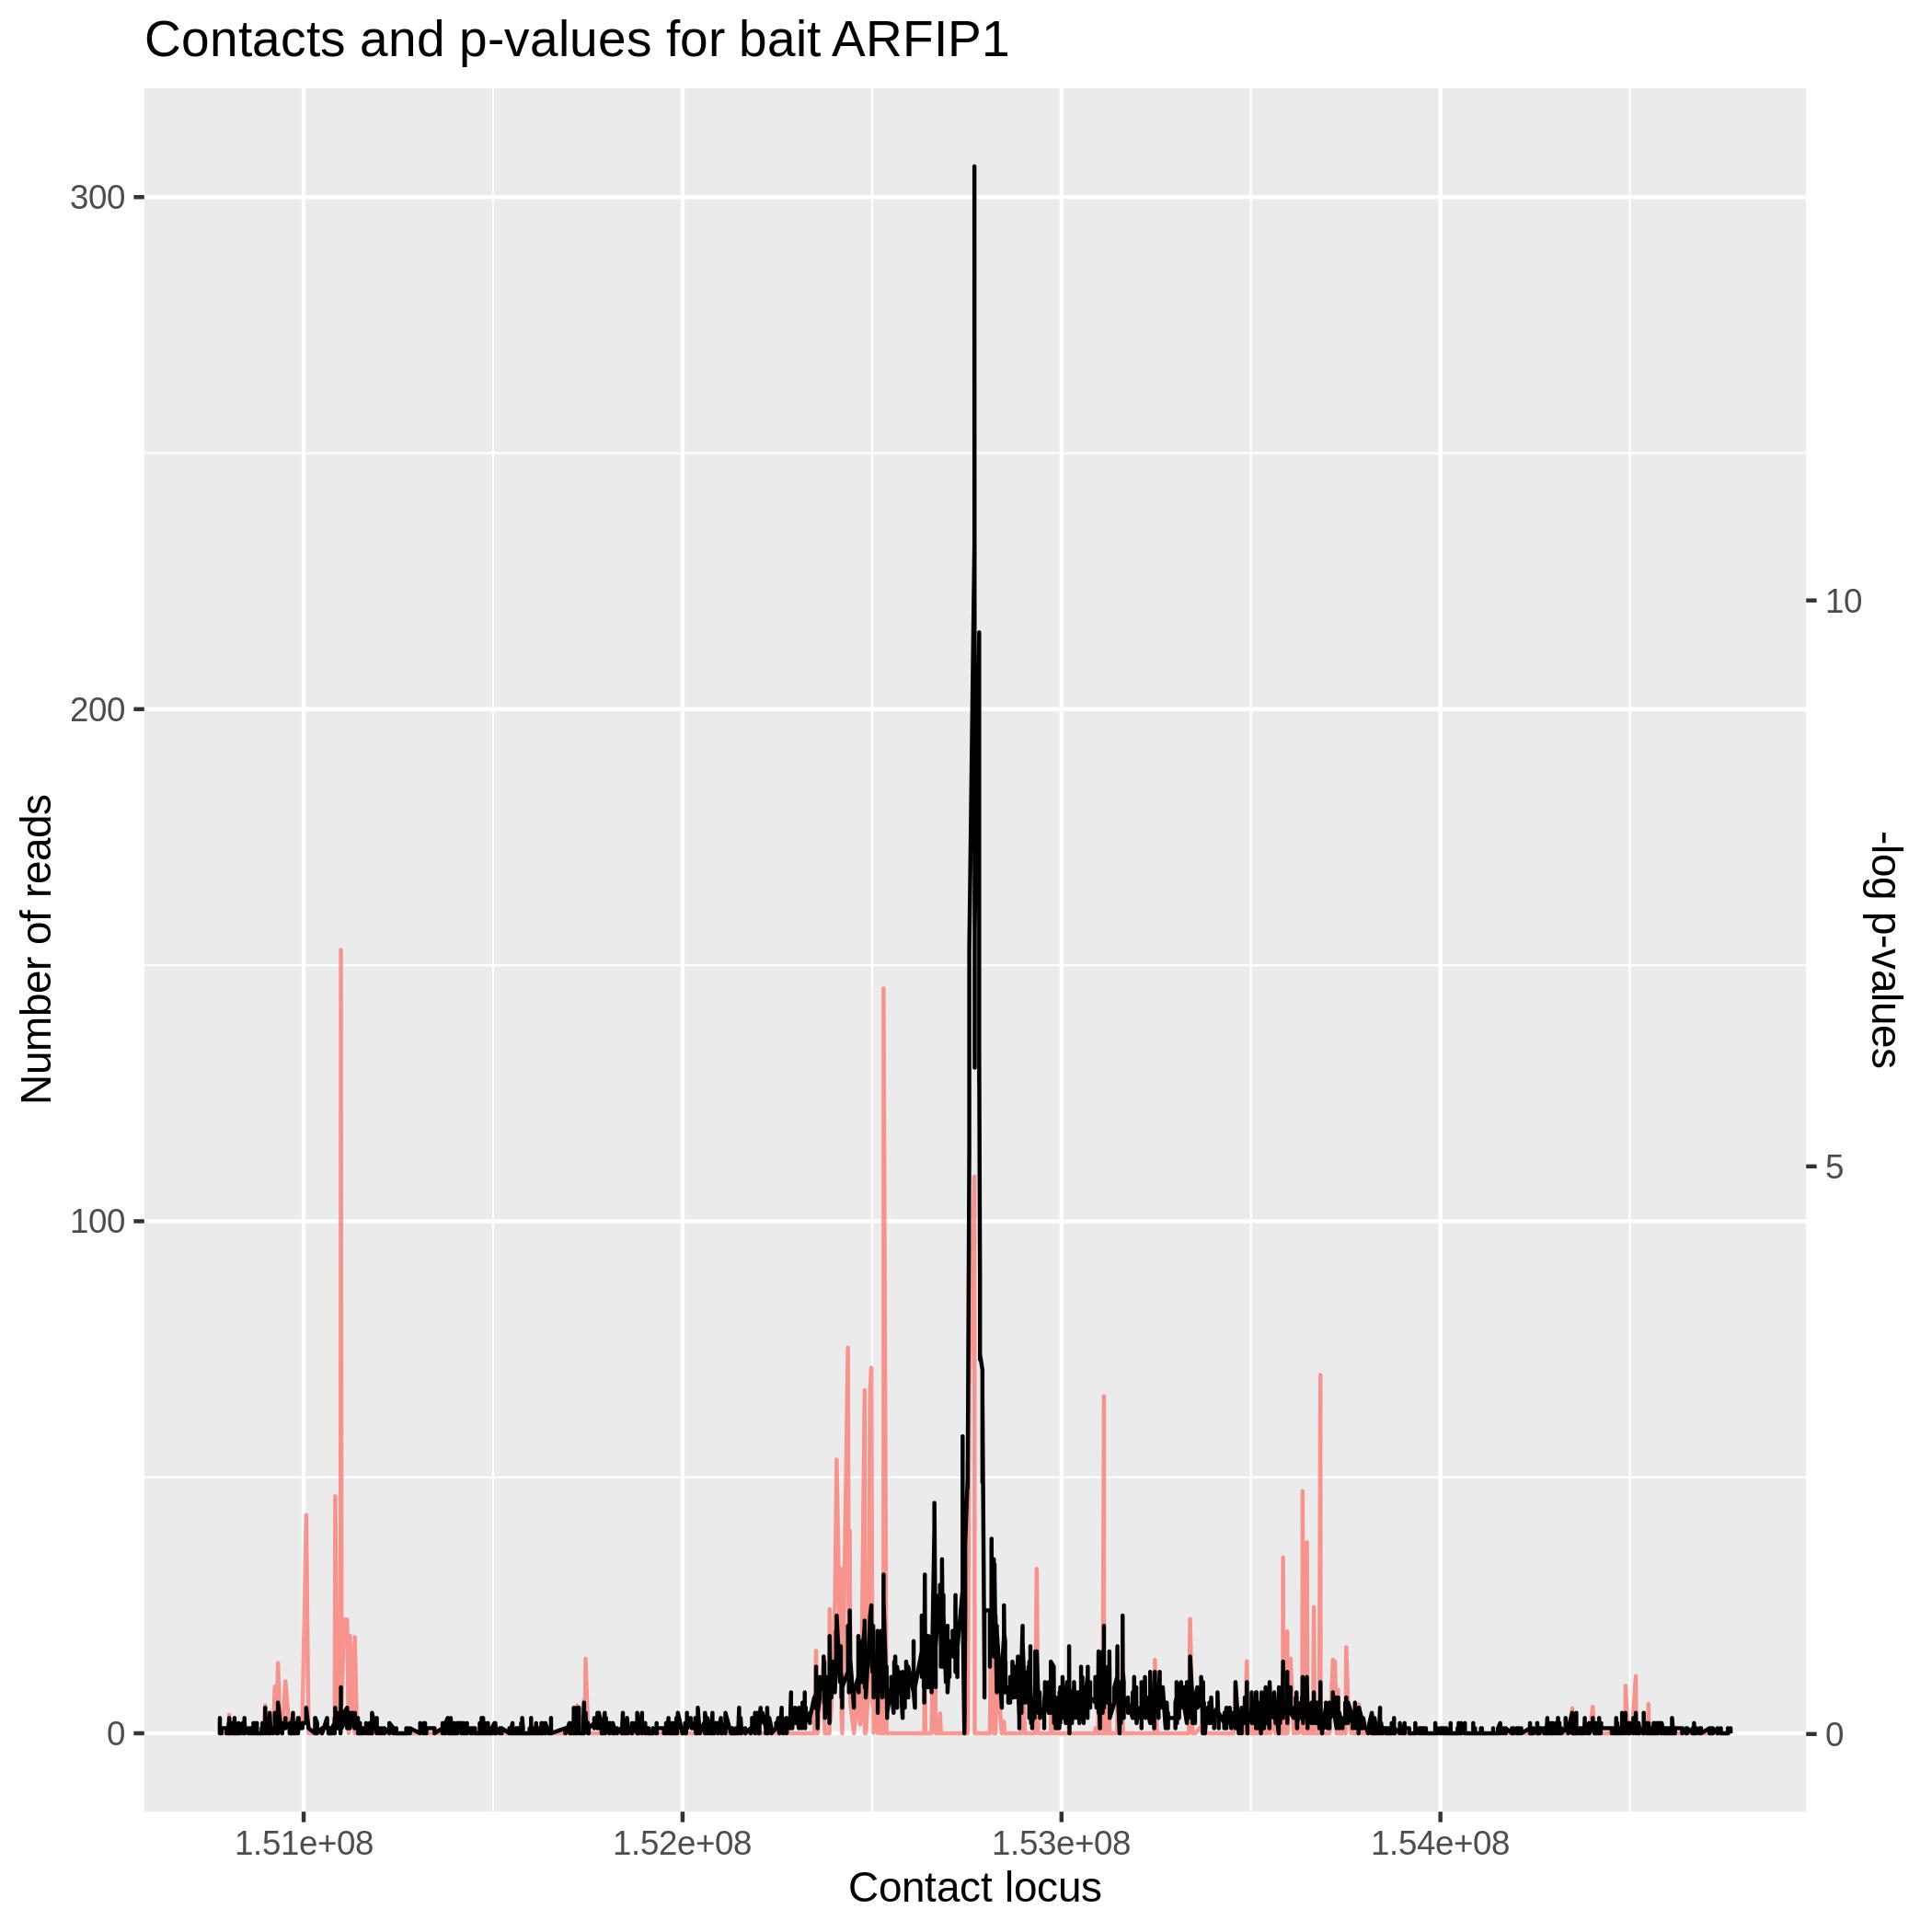 Contacts and p-values for bait ARFIP1
300
200
100
0
Number of reads
10
5
0
-log p-values
1.51e+08
1.52e+08
1.53e+08
1.54e+08
Contact locus